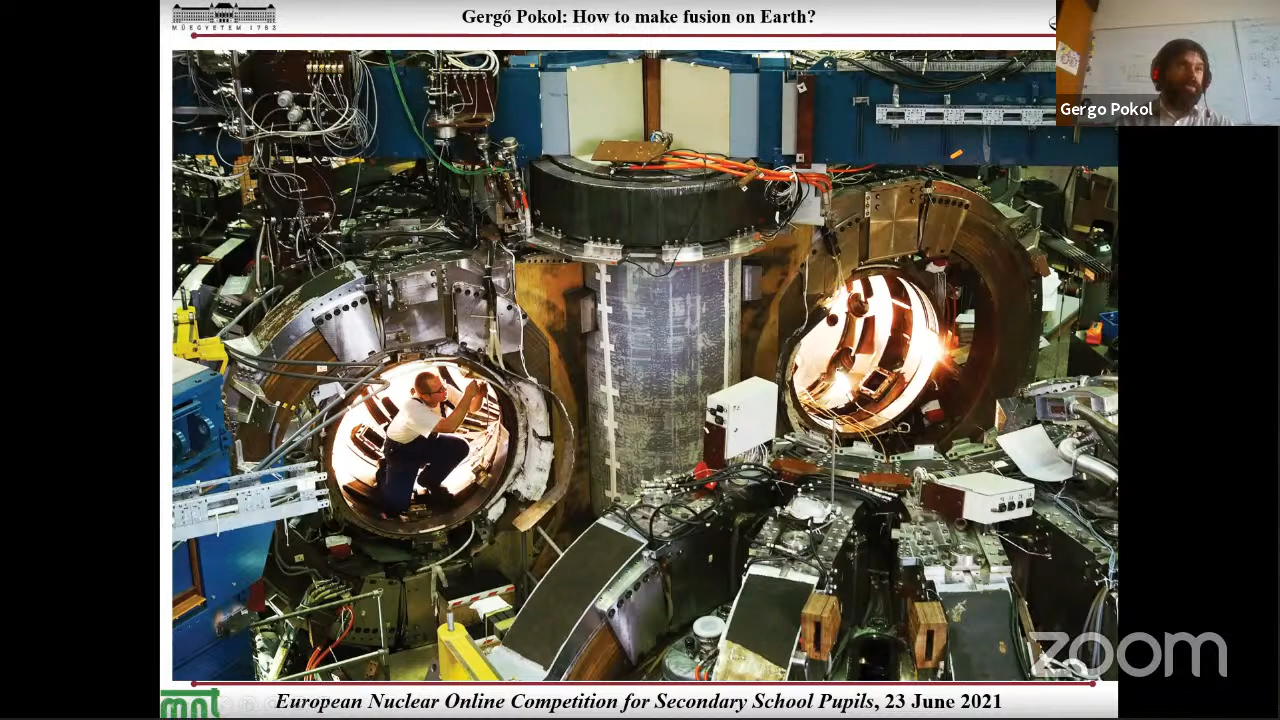 MŰEGYETEM 1782
Gergő Pokol: How to make fusion on Earth?
Gergo Pokol
zoom
mnt
European Nuclear Online Competition for Secondary School Pupils, 23 June 2021